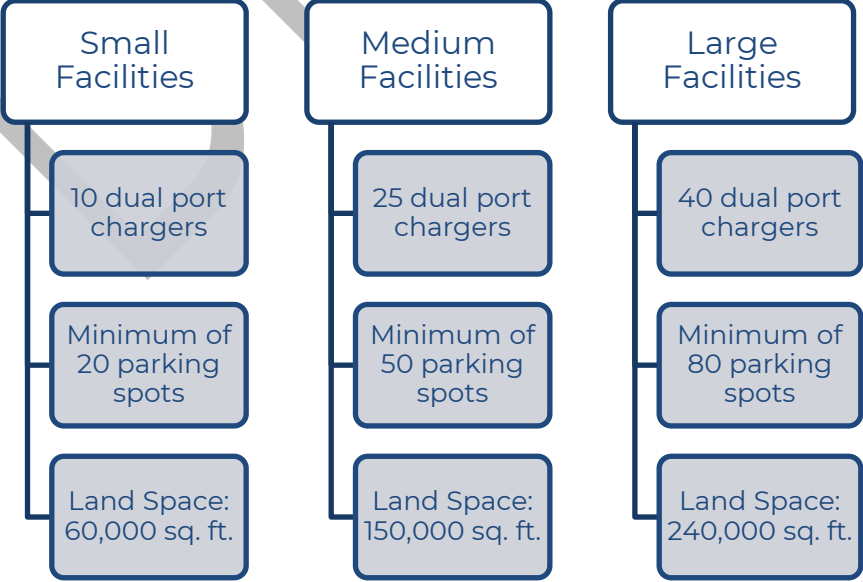 Small
Facilities
10 dual port
chargers
Minimum of
20 parking
spots
Land Space:
60,000 sq. ft.
Medium
Facilities
25 dual port
chargers
Minimum of
50 parking
spots
Land Space:
150,000 sq. ft.
Large
Facilities
40 dual port
chargers
Minimum of
80 parking
spots
Land Space:
240,000 sq. ft.